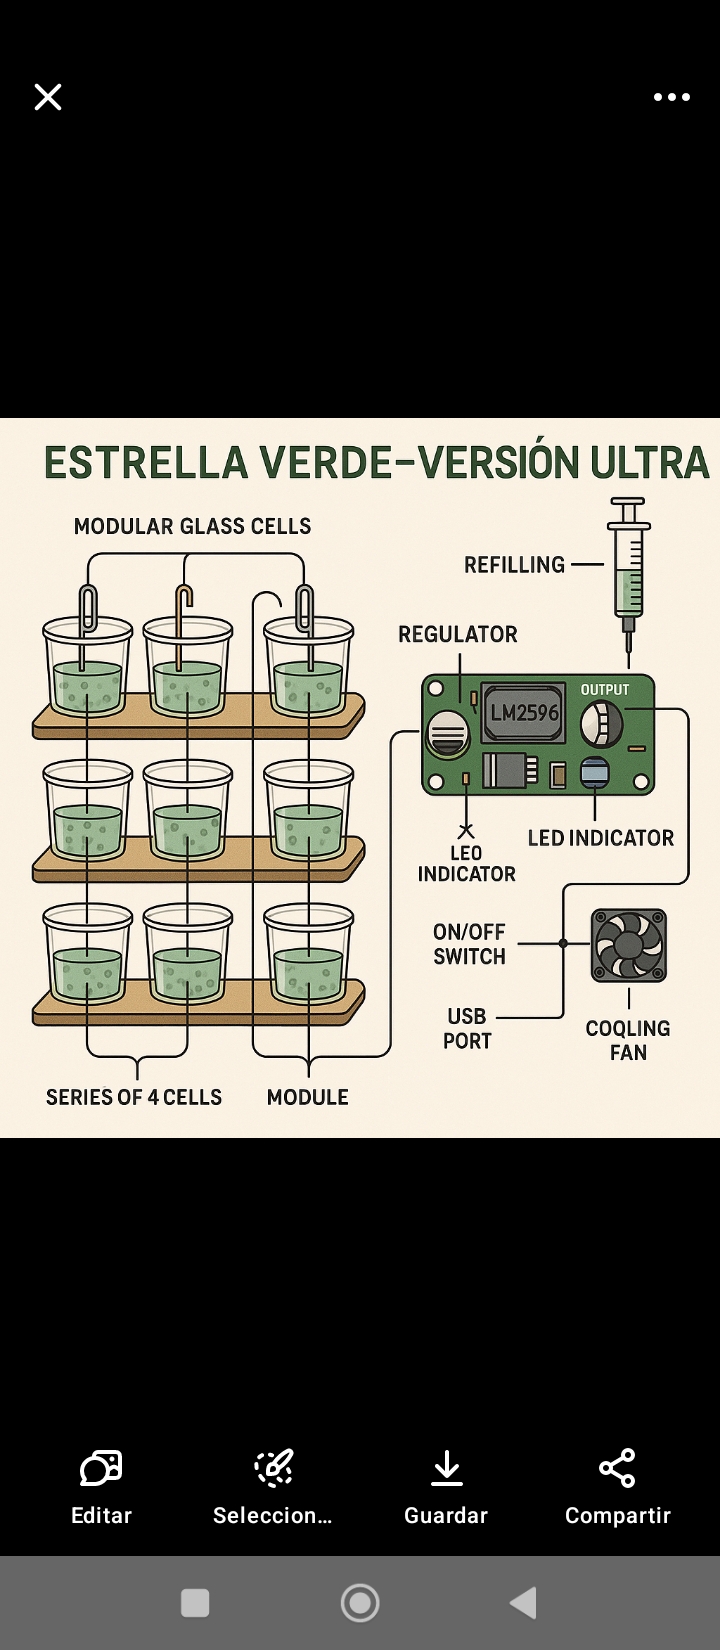 ESTRELLA VERDE-VERSIÓN ULTRA
MODULAR GLASS CELLS
REFILLING
REGULATOR
OUTPUT
LM2596
LED INDICATOR
LEO
INDICATOR
ON/OFF
SWITCH
USB
PORT
COQLING
FAN
SERIES OF 4 CELLS
MODULE
Editar
Seleccion...
Guardar
Compartir